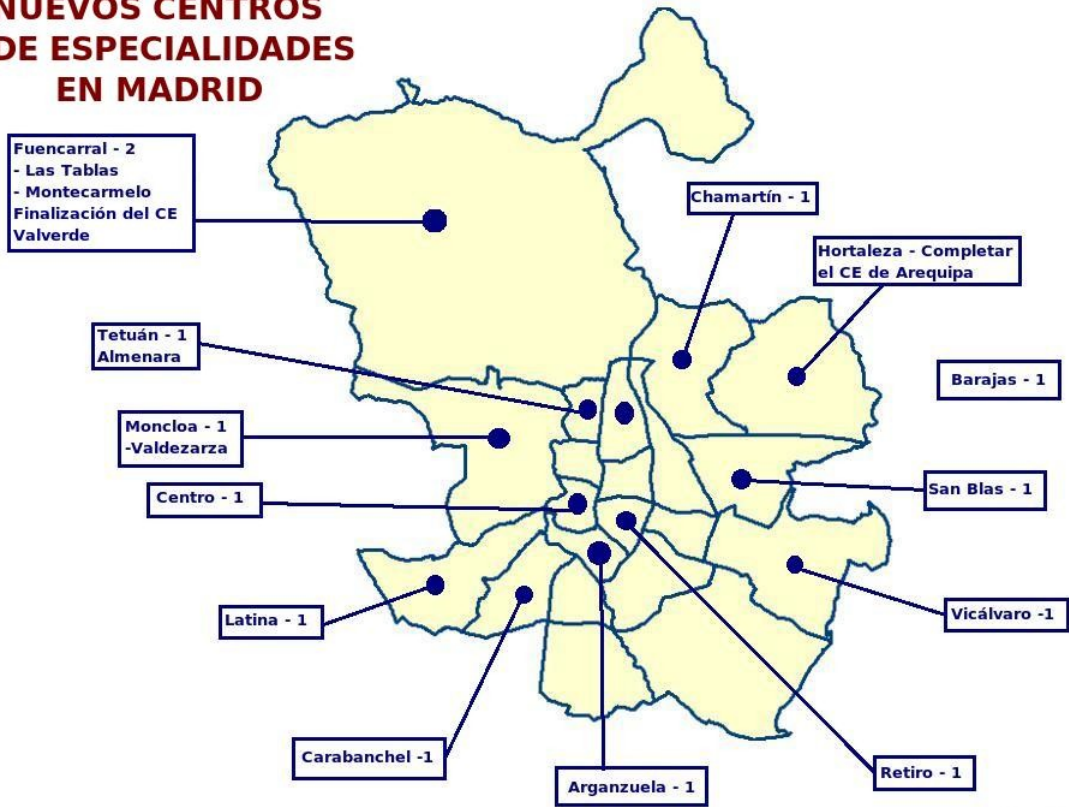 NUEVOS CENTROS
DE ESPECIALIDADES
EN MADRID
Fuencarral - 2
- Las Tablas
- Montecarmelo
Finalización del CE
Valverde
Chamartín - 1
Hortaleza - Completar
el CE de Arequipa
Tetuán - 1
Almenara
Barajas - 1
Moncloa - 1
-Valdezarza
Centro - 1
San Blas - 1
Latina - 1
Vicálvaro -1
Carabanchel -1
Arganzuela - 1
Retiro - 1